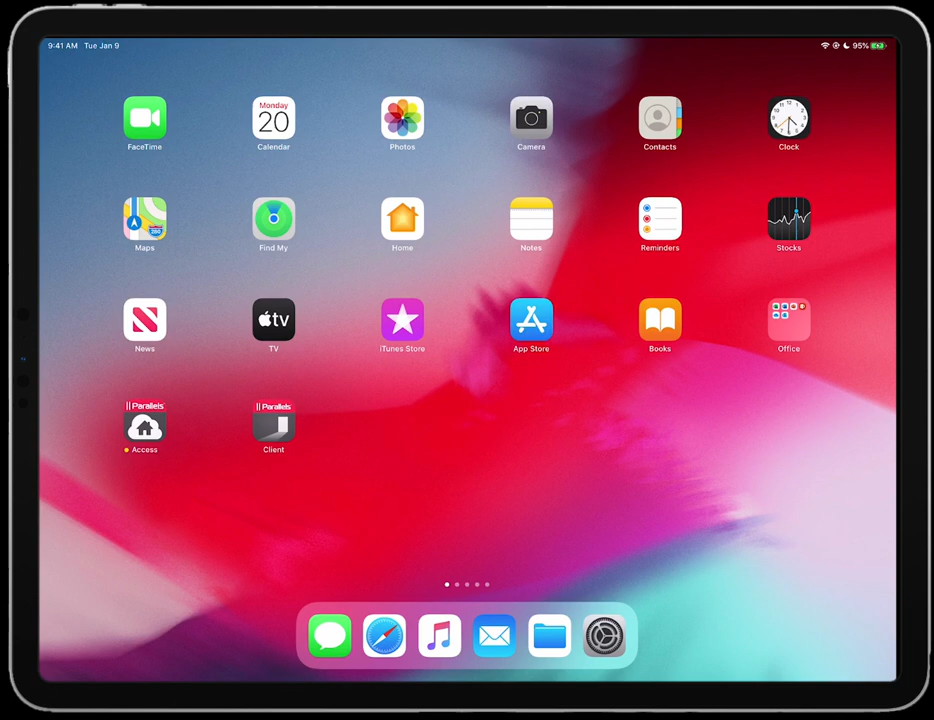 9:41 AM Tue Jan 9
95%
Monday
20
FaceTime
Calendar
Photos
Camera
Contacts
Clock
Maps
Find My
Home
Notes
Reminders
Stocks
280
tv
News
TV
iTunes Store
App Store
Books
Office
Parallels
Parallels
Access
Client